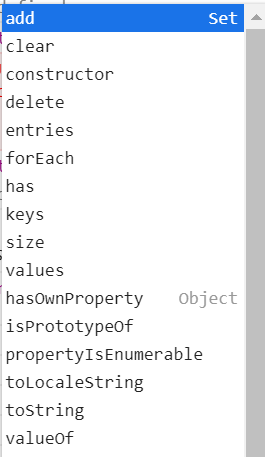 add Set
clear
constructor
delete
entries
forEach
has
keys
size
values
hasOwnProperty Object
isPrototypeOf
propertyIsEnumerable
toLocaleString
toString
valueOf